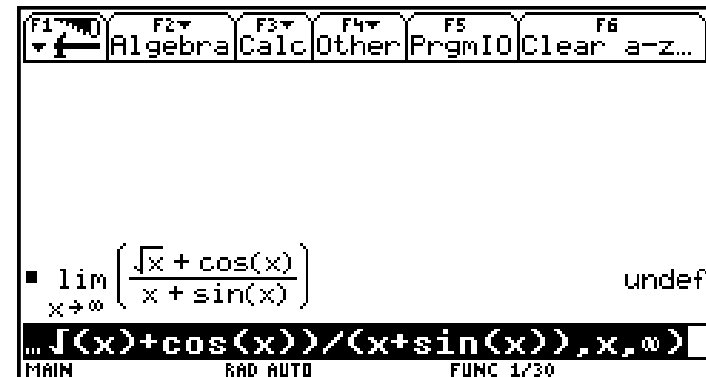 F1 F2 Algebra F3 Calc F4 Other F5 PrgmIO F6 Clear a-z…
■ lim x→∞ ( (√x + cos(x)) / (x + sin(x)) ) undef
…√(x)+cos(x))/(x+sin(x)),x,∞)
MAIN RAD AUTO FUNC 1/30